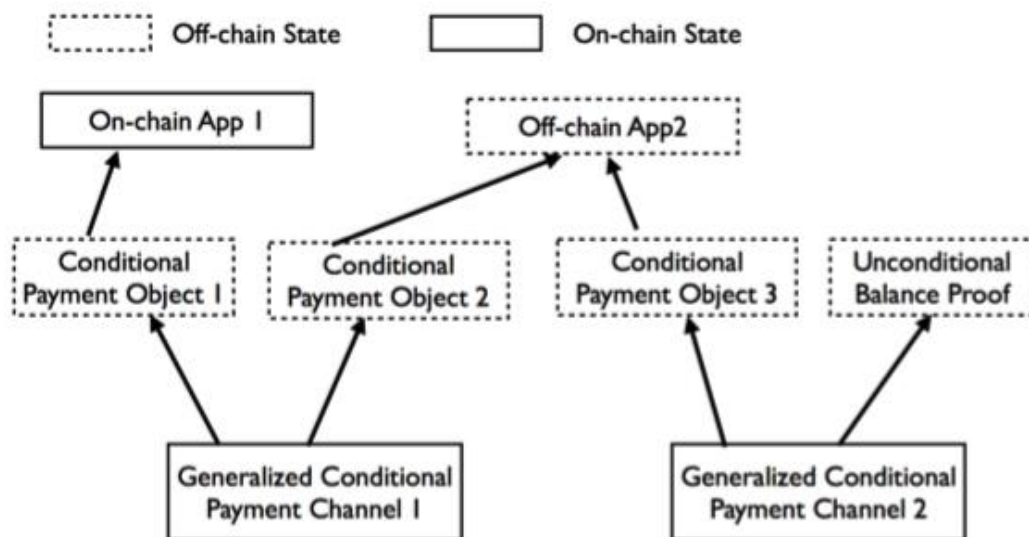 Off-chain State
On-chain State
On-chain App 1
Off-chain App2
Conditional
Payment Object 1
Conditional
Payment Object 2
Conditional
Payment Object 3
Unconditional
Balance Proof
Generalized Conditional
Payment Channel 1
Generalized Conditional
Payment Channel 2